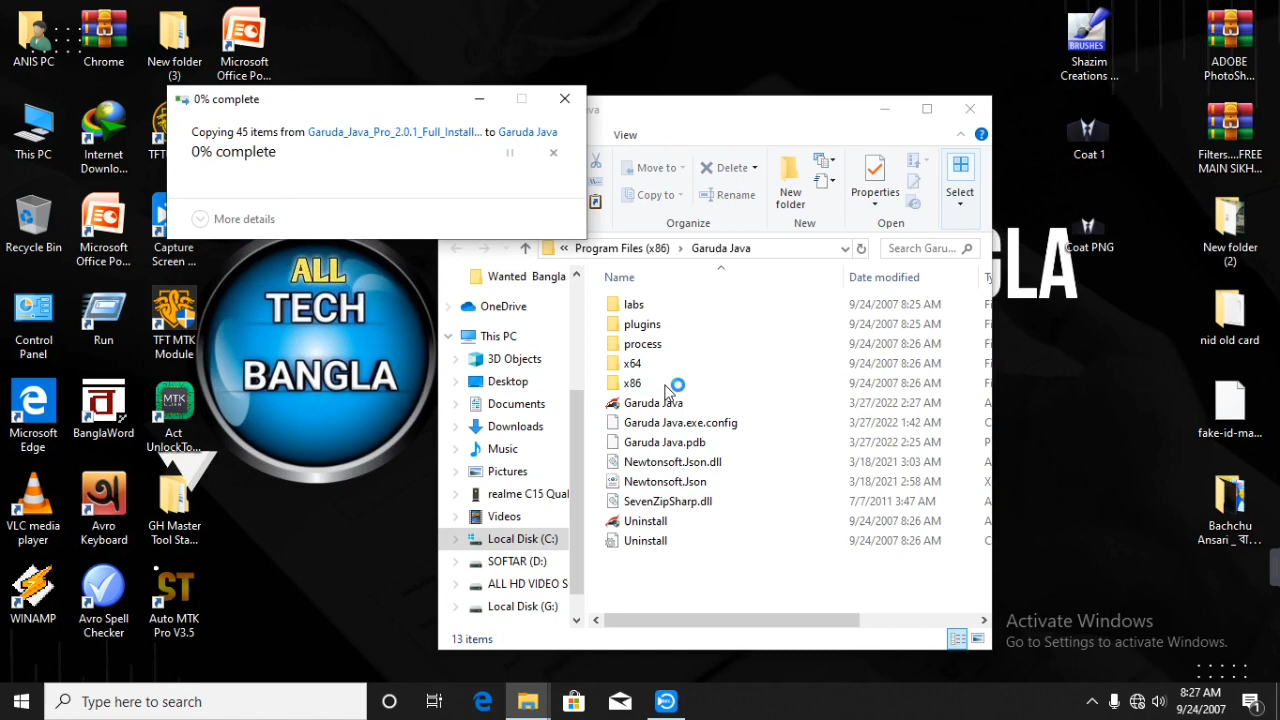 ANIS PC
Chrome
New folder
(3)
Microsoft
Office Po...
This PC
Internet
Downlo...
TFT
Recycle Bin
Microsoft
Office Po...
Capture
Screen ...
Control
Panel
Run
TFT MTK
Module
Microsoft
Edge
BanglaWord
MTK
Act
UnlockTo...
VLC media
player
Avro
Keyboard
GH Master
Tool Sta...
WINAMP
Avro Spell
Checker
Auto MTK
Pro V3.5
ALL
TECH
BANGLA
0% complete
Copying 45 items from Garuda_Java_Pro_2.0.1_Full_Install... to Garuda Java
0% complete
More details
View
Move to
Copy to
Delete
Rename
Organize
New
folder
New
Properties
Open
Select
« Program Files (x86) > Garuda Java
Search Garu...
Wanted Bangla
OneDrive
This PC
3D Objects
Desktop
Documents
Downloads
Music
Pictures
realme C15 Qual
Videos
Local Disk (C:)
SOFTAR (D:)
ALL HD VIDEO S
Local Disk (G:)
Name Date modified Ty
labs 9/24/2007 8:25 AM Fi
plugins 9/24/2007 8:25 AM Fi
process 9/24/2007 8:26 AM Fi
x64 9/24/2007 8:26 AM Fi
x86 9/24/2007 8:26 AM Fi
Garuda Java 3/27/2022 2:27 AM A
Garuda Java.exe.config 3/27/2022 1:42 AM C
Garuda Java.pdb 3/27/2022 2:25 AM P
Newtonsoft.Json.dll 3/18/2021 3:03 AM A
Newtonsoft.Json 3/18/2021 2:58 AM X
SevenZipSharp.dll 7/7/2011 3:47 AM A
Uninstall 9/24/2007 8:26 AM A
Uninstall 9/24/2007 8:26 AM C
13 items
BRUSHES
Shazim
Creations ...
ADOBE
PhotoSh...
Coat 1
Filters....FREE
MAIN SIKH...
Coat PNG
New folder
(2)
GLA
nid old card
fake-id-ma...
Bachchu
Ansari _ বা...
Activate Windows
Go to Settings to activate Windows.
Type here to search
8:27 AM
9/24/2007
1